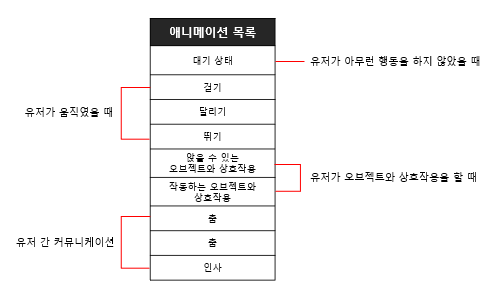 애니메이션 목록
대기 상태
유저가 아무런 행동을 하지 않았을 때
걷기
유저가 움직였을 때
달리기
뛰기
앉을 수 있는
오브젝트와 상호작용
유저가 오브젝트와 상호작용을 할 때
작동하는 오브젝트와
상호작용
춤
유저 간 커뮤니케이션
춤
인사